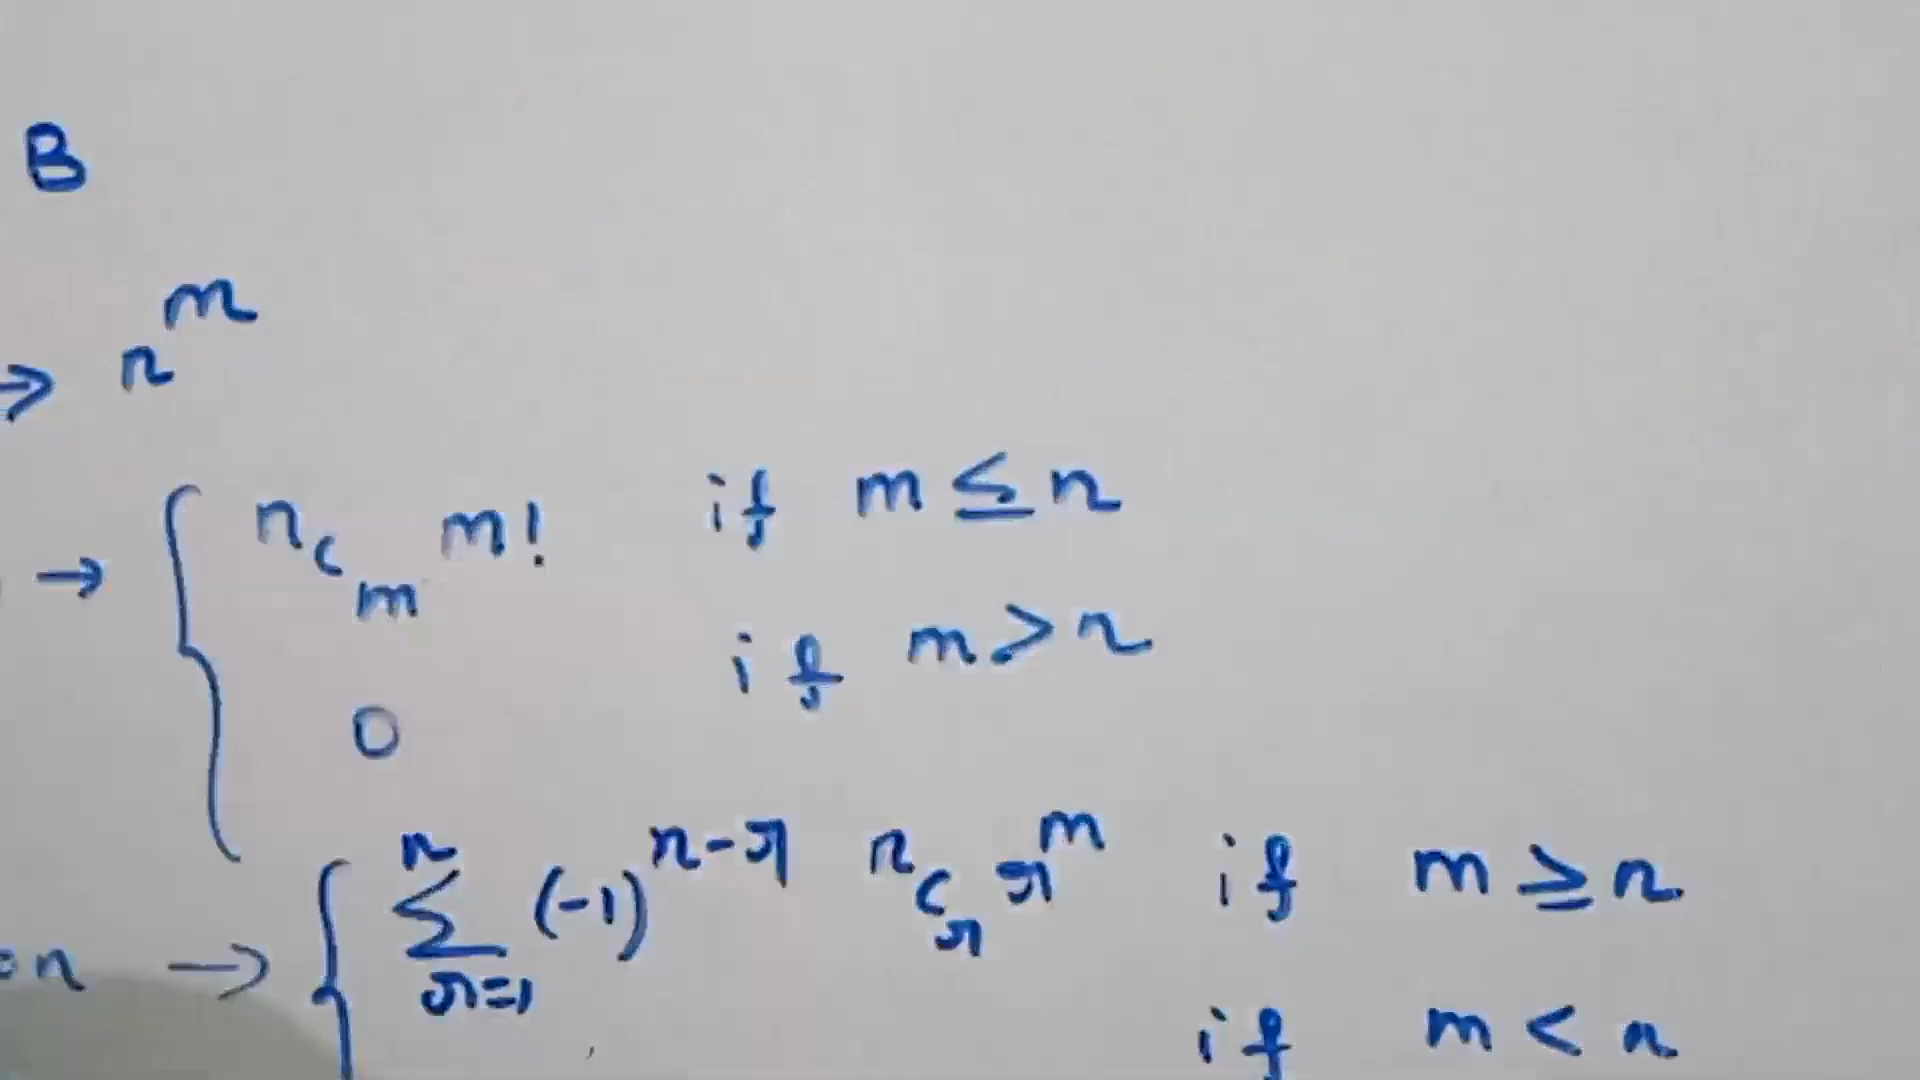 B
→ n^m
→ { nCm m! if m ≤ n
0 if m > n
on → { ∑_{r=1}^{n} (-1)^{n-r} nCr r^m if m ≥ n
if m < n